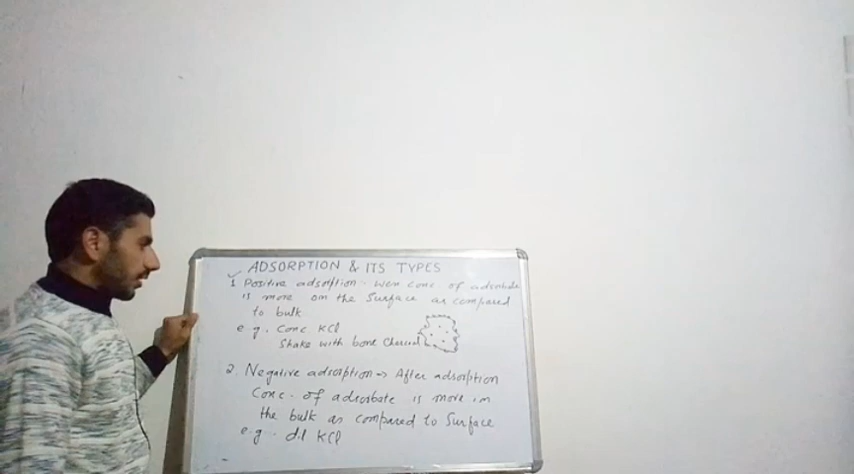 ADSORPTION & ITS TYPES
1. Positive adsorption - wen conc of adsorbate
is more on the surface as compared
to bulk
e g. Conc KCl
Shake with bone Charcoal
2. Negative adsorption → After adsorption
Conc. of adsorbate is more in
the bulk as compared to surface
e.g. dil KCl